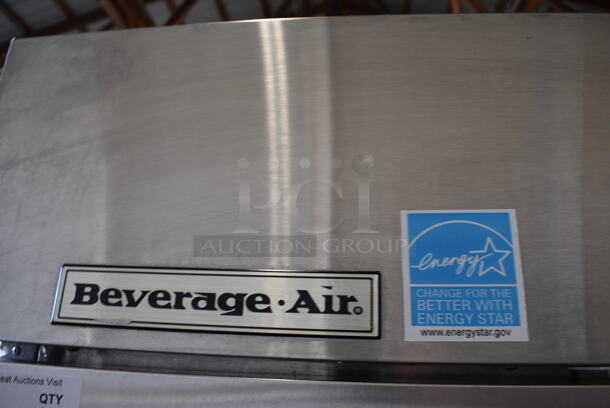 PCI
AUCTION GROUP
energy
CHANGE FOR THE
BETTER WITH
ENERGY STAR
www.energystar.gov
Beverage·Air®
eat Auctions Visit
QTY